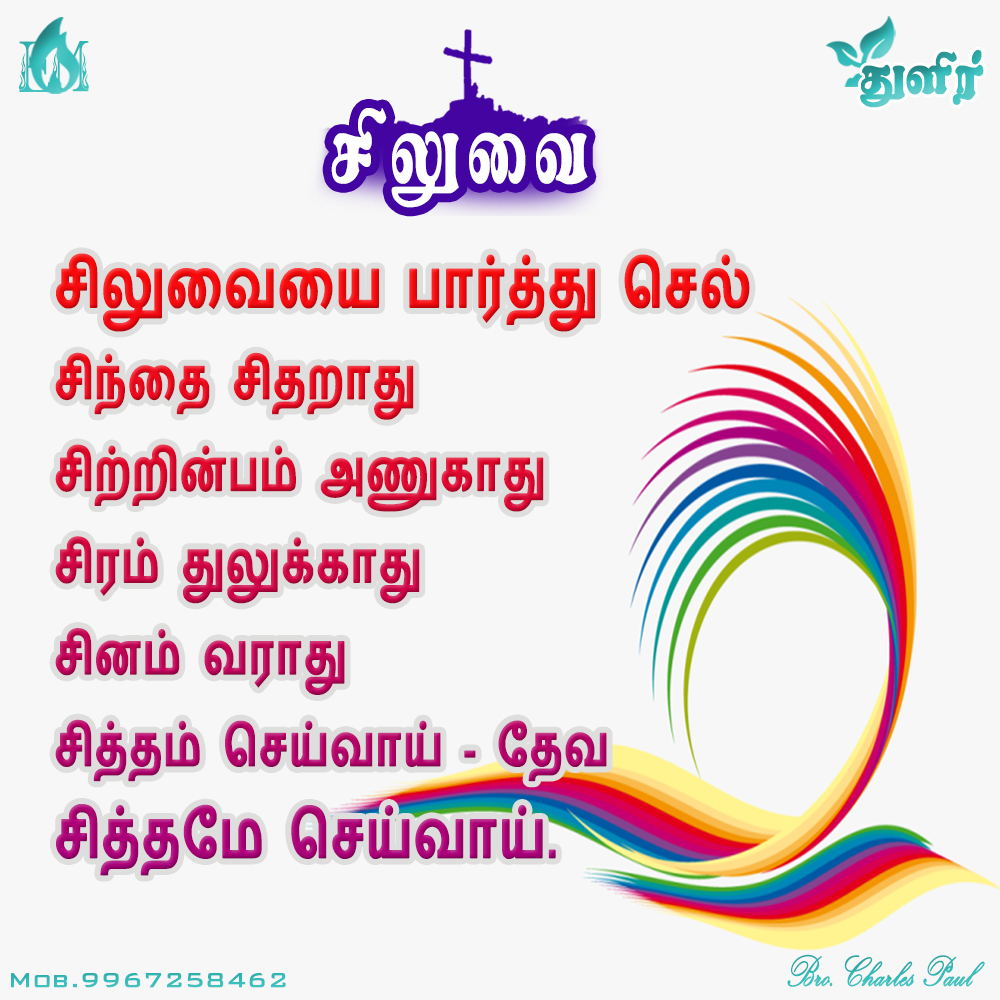 துளிர்
சிலுவை
சிலுவையை பார்த்து செல்
சிந்தை சிதறாது
சிற்றின்பம் அணுகாது
சிரம் துலுக்காது
சினம் வராது
சித்தம் செய்வாய் - தேவ
சித்தமே செய்வாய்.
Mob.9967258462
Bro. Charles Paul